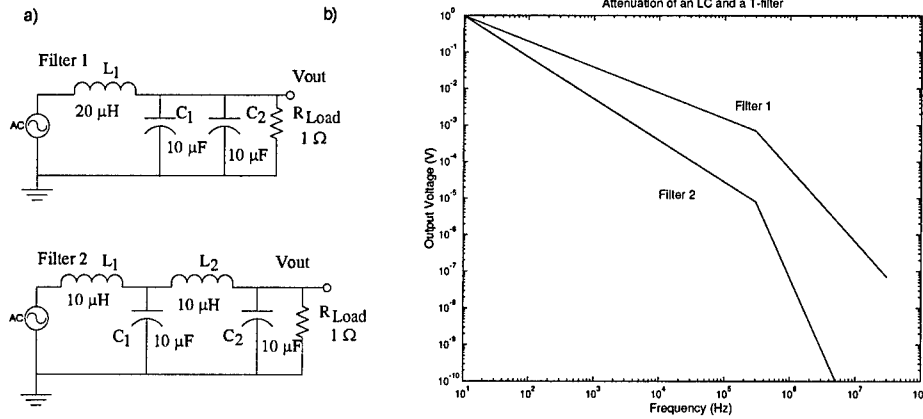 a)
Filter 1
L1
20 µH
AC
C1
10 µF
C2
10 µF
Vout
RLoad
1 Ω
Filter 2
L1
10 µH
L2
10 µH
AC
C1
10 µF
C2
10 µF
Vout
RLoad
1 Ω
b)
Attenuation of an LC and a T-filter
Output Voltage (V)
10^0
10^-1
10^-2
10^-3
10^-4
10^-5
10^-6
10^-7
10^-8
10^-9
10^-10
Filter 1
Filter 2
10^1
10^2
10^3
10^4
10^5
10^6
10^7
Frequency (Hz)